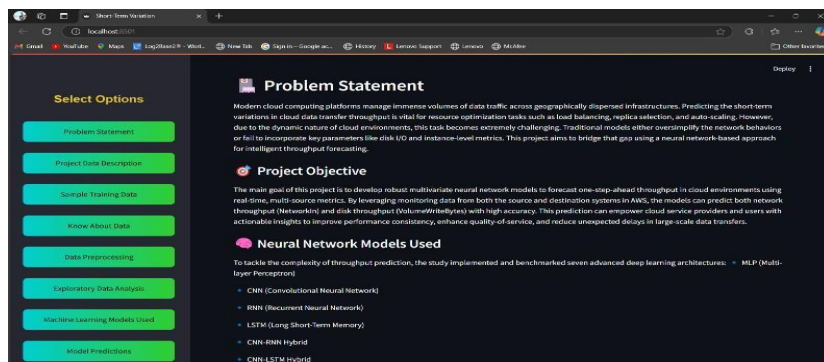 Short-Term Variation
localhost:8501
Gmail YouTube Maps New Tab History Lenovo Support Lenovo McAfee Other favorites
Deploy
Select Options
Problem Statement
Project Data Description
Sample Training Data
Know About Data
Data Preprocessing
Exploratory Data Analysis
Machine Learning Models Used
Model Predictions
Problem Statement
Modern cloud computing platforms manage immense volumes of data traffic across geographically dispersed infrastructures. Predicting the short-term
variations in cloud data transfer throughput is vital for resource optimization tasks such as load balancing, replica selection, and auto-scaling. However,
due to the dynamic nature of cloud environments, this task becomes extremely challenging. Traditional models either oversimplify the network behaviors
or fail to incorporate key parameters like disk I/O and instance-level metrics. This project aims to bridge that gap using a neural network-based approach
for intelligent throughput forecasting.
Project Objective
The main goal of this project is to develop robust multivariate neural network models to forecast one-step-ahead throughput in cloud environments using
real-time, multi-source metrics. By leveraging monitoring data from both the source and destination systems in AWS, the models can predict both network
throughput (NetworkIn) and disk throughput (VolumeWriteBytes) with high accuracy. This prediction can empower cloud service providers and users with
actionable insights to improve performance consistency, enhance quality-of-service, and reduce unexpected delays in large-scale data transfers.
Neural Network Models Used
To tackle the complexity of throughput prediction, the study implemented and benchmarked seven advanced deep learning architectures: • MLP (Multi-
layer Perceptron)
• CNN (Convolutional Neural Network)
• RNN (Recurrent Neural Network)
• LSTM (Long Short-Term Memory)
• CNN-RNN Hybrid
• CNN-LSTM Hybrid